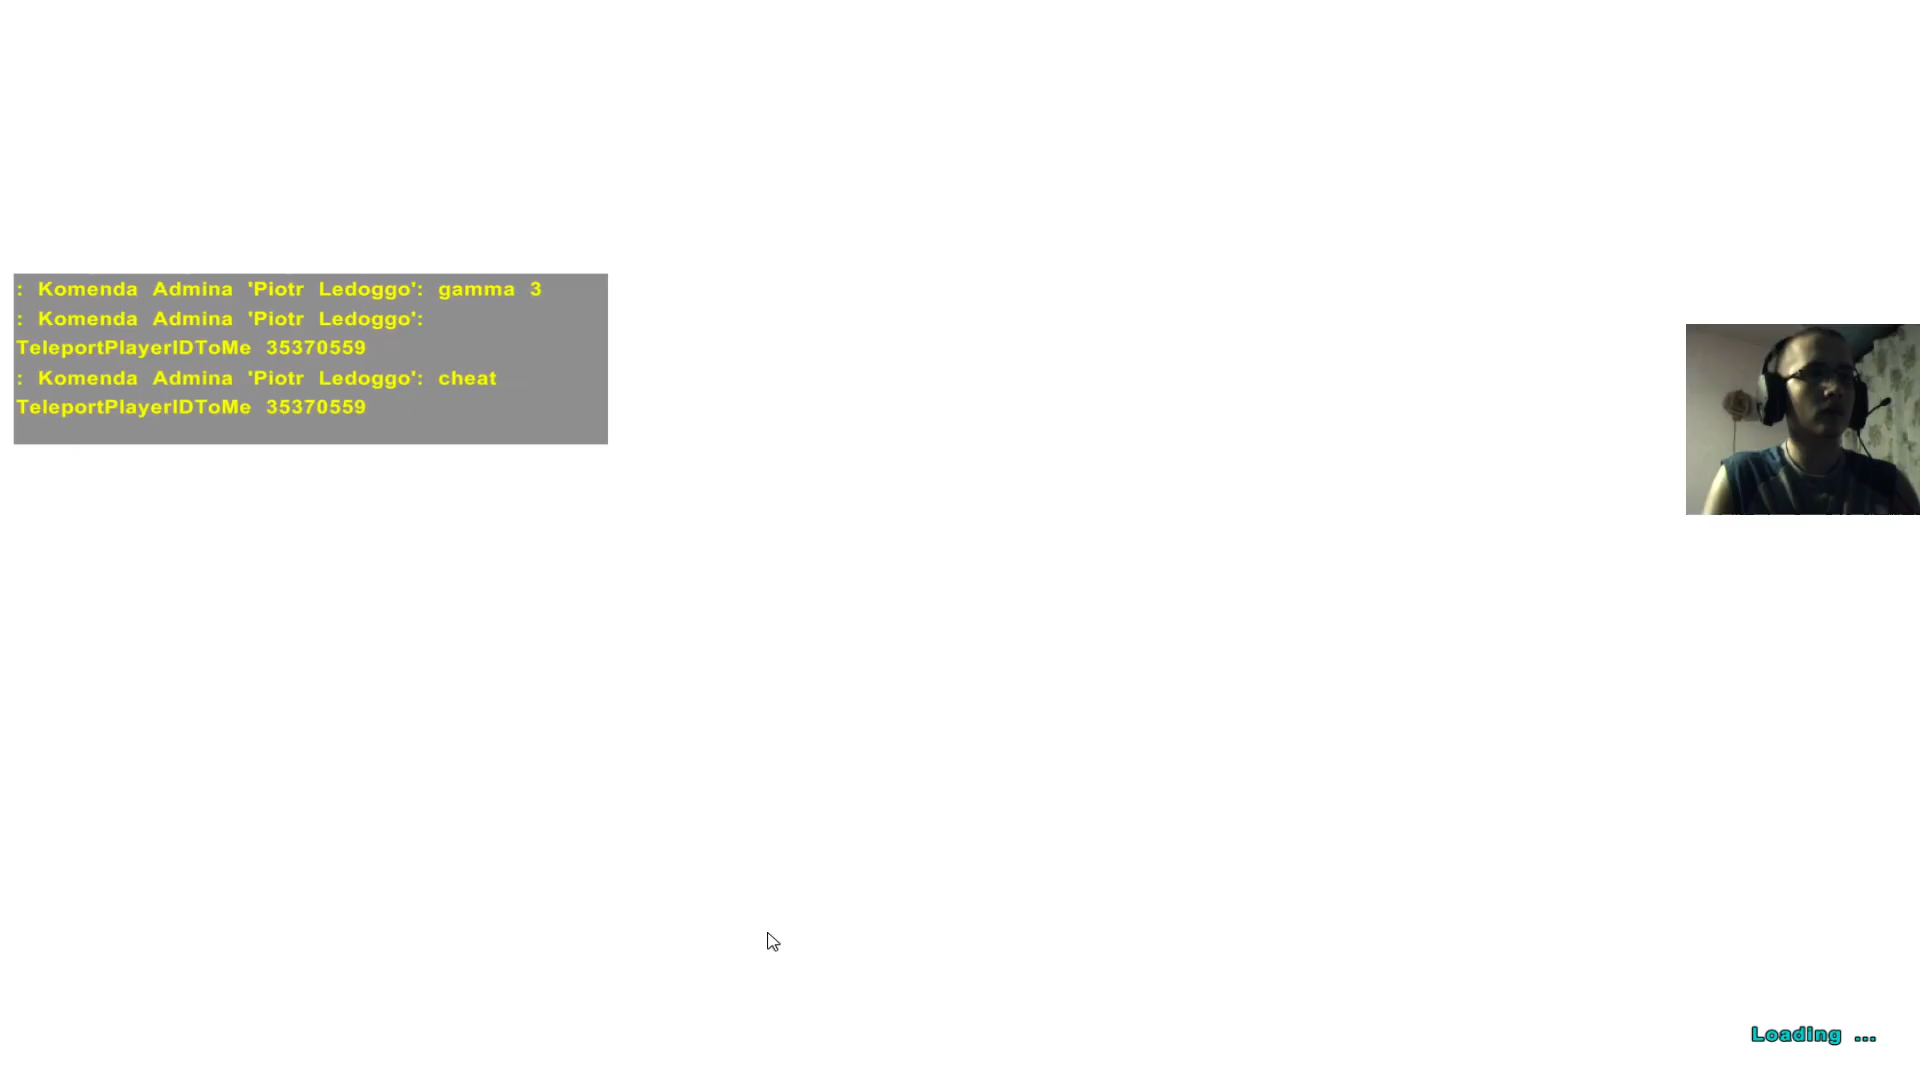 : Komenda Admina 'Piotr Ledoggo': gamma 3
: Komenda Admina 'Piotr Ledoggo':
TeleportPlayerIDToMe 35370559
: Komenda Admina 'Piotr Ledoggo': cheat
TeleportPlayerIDToMe 35370559
Loading ...